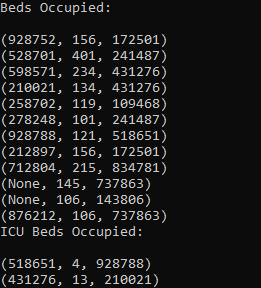 Beds Occupied:
(928752, 156, 172501)
(528701, 401, 241487)
(598571, 234, 431276)
(210021, 134, 431276)
(258702, 119, 109468)
(278248, 101, 241487)
(928788, 121, 518651)
(212897, 156, 172501)
(712804, 215, 834781)
(None, 145, 737863)
(None, 106, 143806)
(876212, 106, 737863)
ICU Beds Occupied:
(518651, 4, 928788)
(431276, 13, 210021)